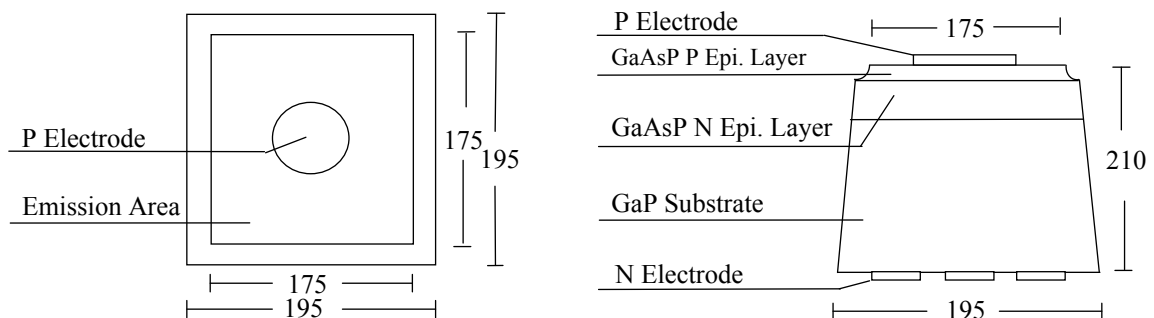 P Electrode
Emission Area
175
195
175
195
P Electrode
175
GaAsP P Epi. Layer
GaAsP N Epi. Layer
210
GaP Substrate
N Electrode
195